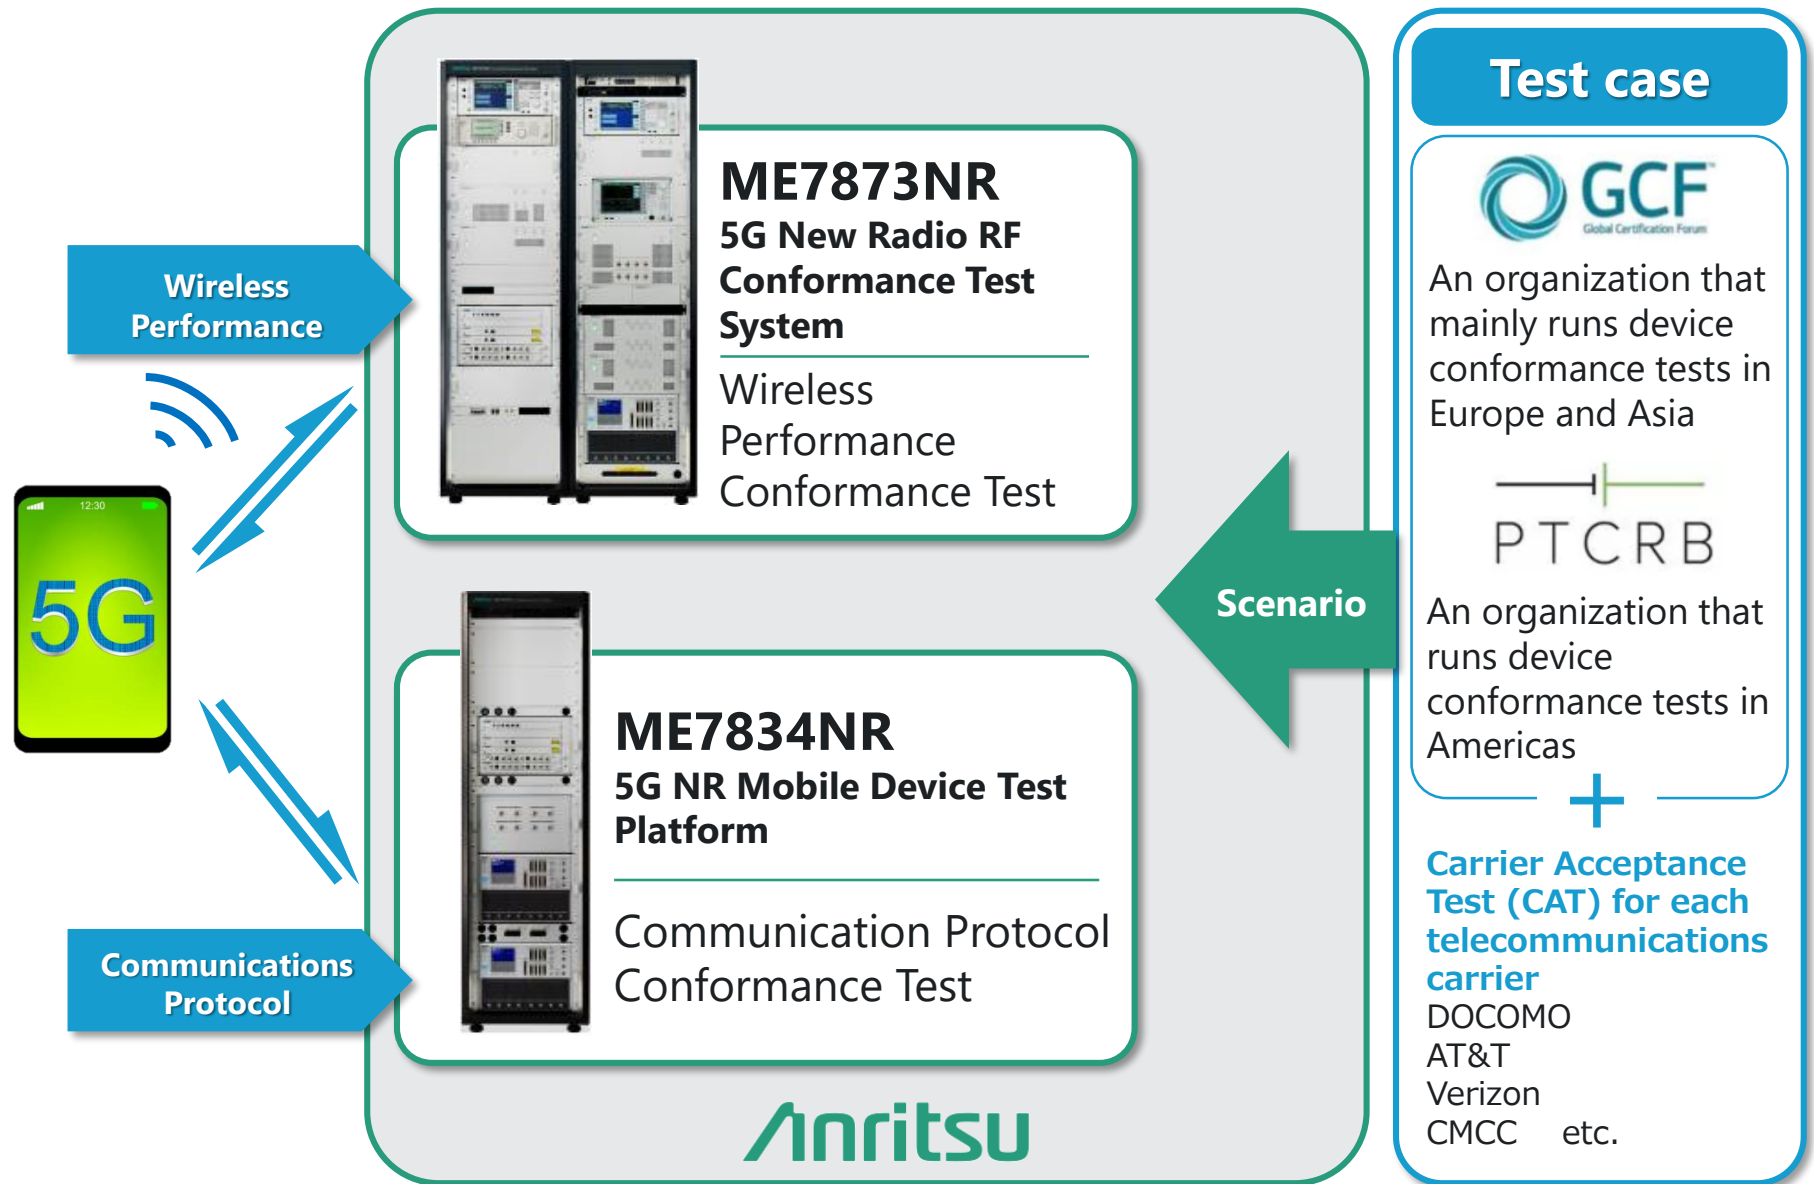 Wireless
Performance
12:30
5G
Communications
Protocol
ME7873NR
5G New Radio RF
Conformance Test
System
Wireless
Performance
Conformance Test
ME7834NR
5G NR Mobile Device Test
Platform
Communication Protocol
Conformance Test
Anritsu
Scenario
Test case
GCF™
Global Certification Forum
An organization that
mainly runs device
conformance tests in
Europe and Asia
PTCRB
An organization that
runs device
conformance tests in
Americas
+
Carrier Acceptance
Test (CAT) for each
telecommunications
carrier
DOCOMO
AT&T
Verizon
CMCC etc.